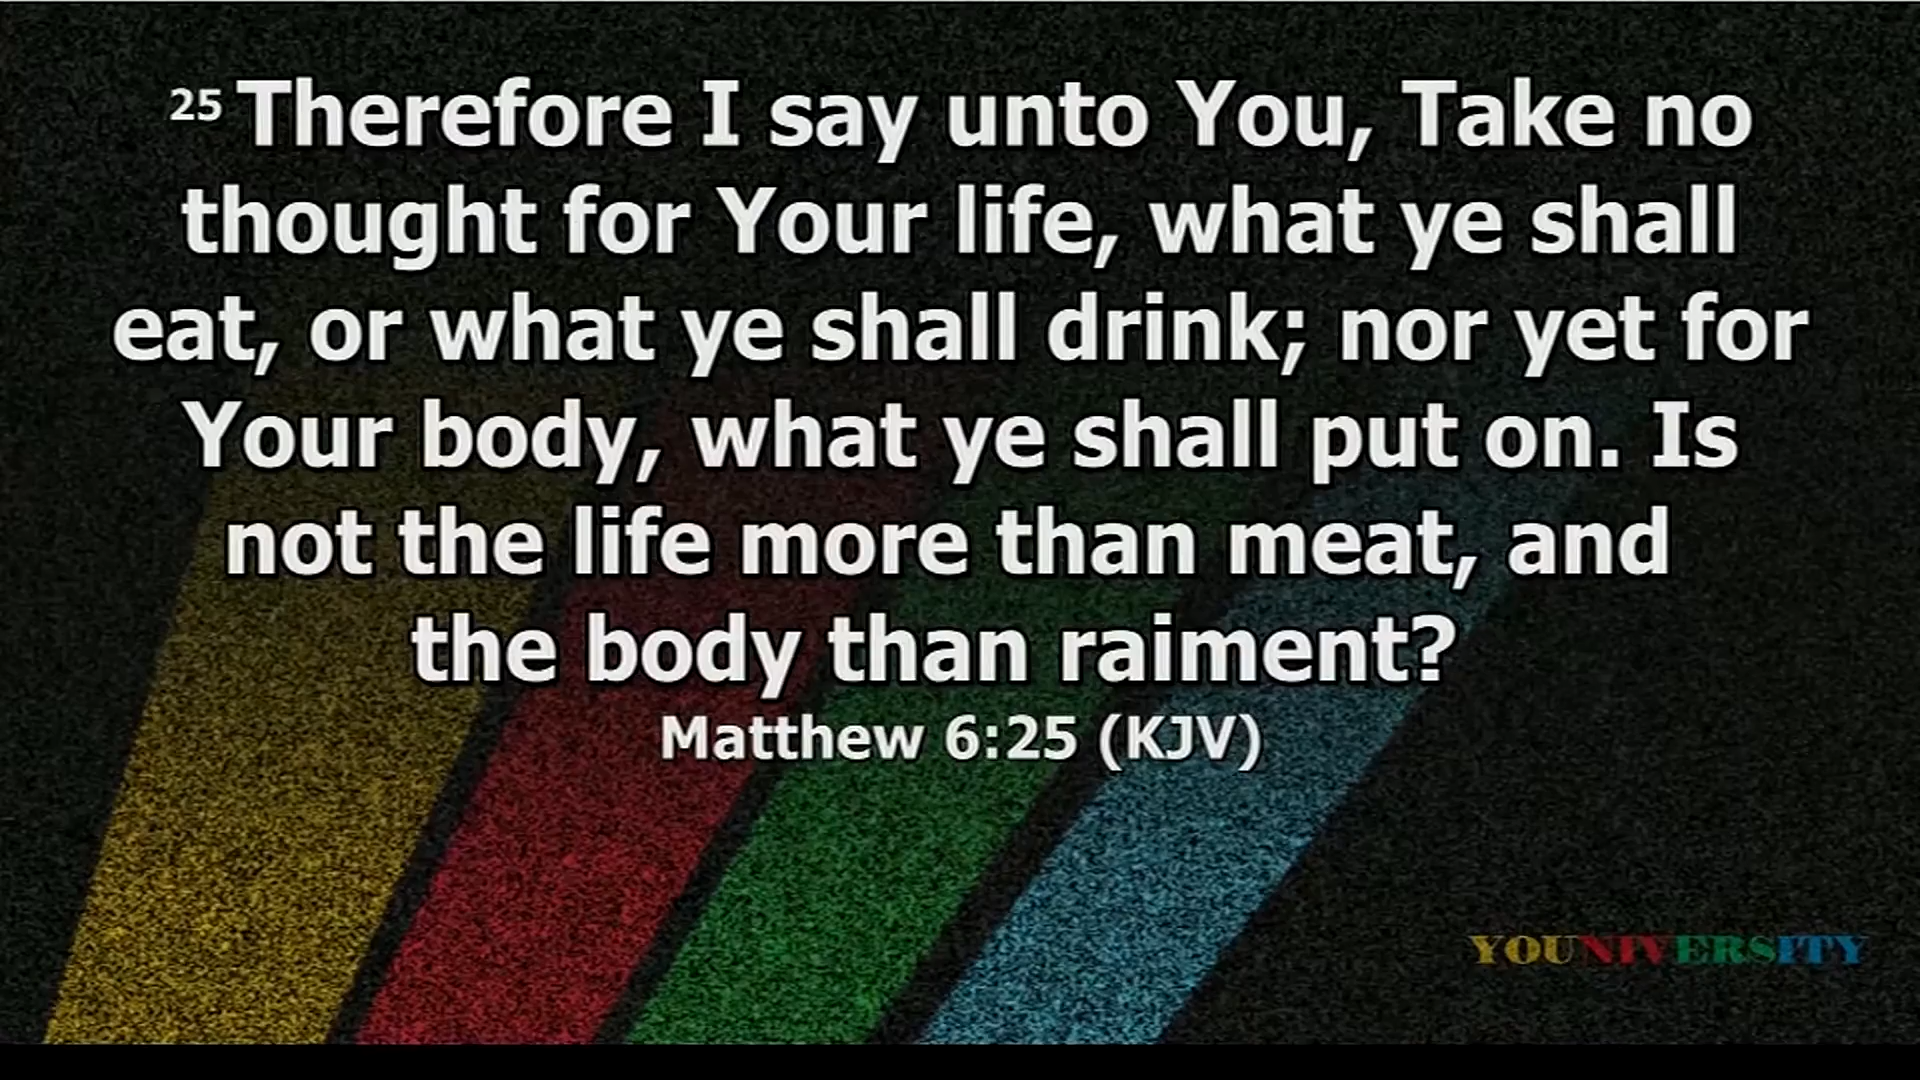 25 Therefore I say unto You, Take no
thought for Your life, what ye shall
eat, or what ye shall drink; nor yet for
Your body, what ye shall put on. Is
not the life more than meat, and
the body than raiment?
Matthew 6:25 (KJV)
YOUNIVERSITY